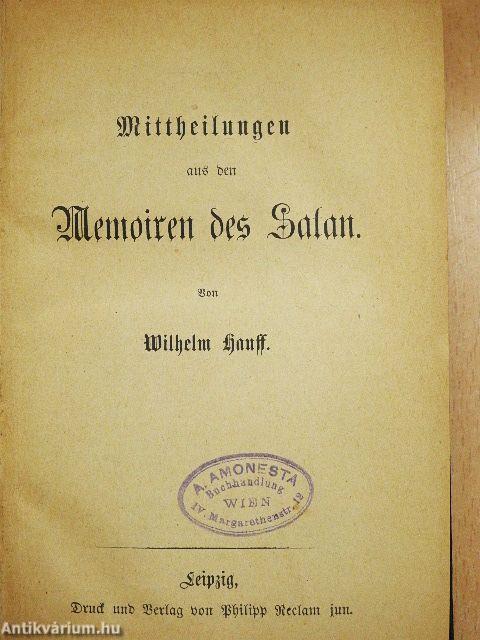 Mittheilungen
aus den
Memoiren des Satan.
Von
Wilhelm Hauff.
A. AMONESTA
Buchhandlung
WIEN
IV. Margarethenstr. 12
Leipzig,
Druck und Verlag von Philipp Reclam jun.
Antikvárium.hu